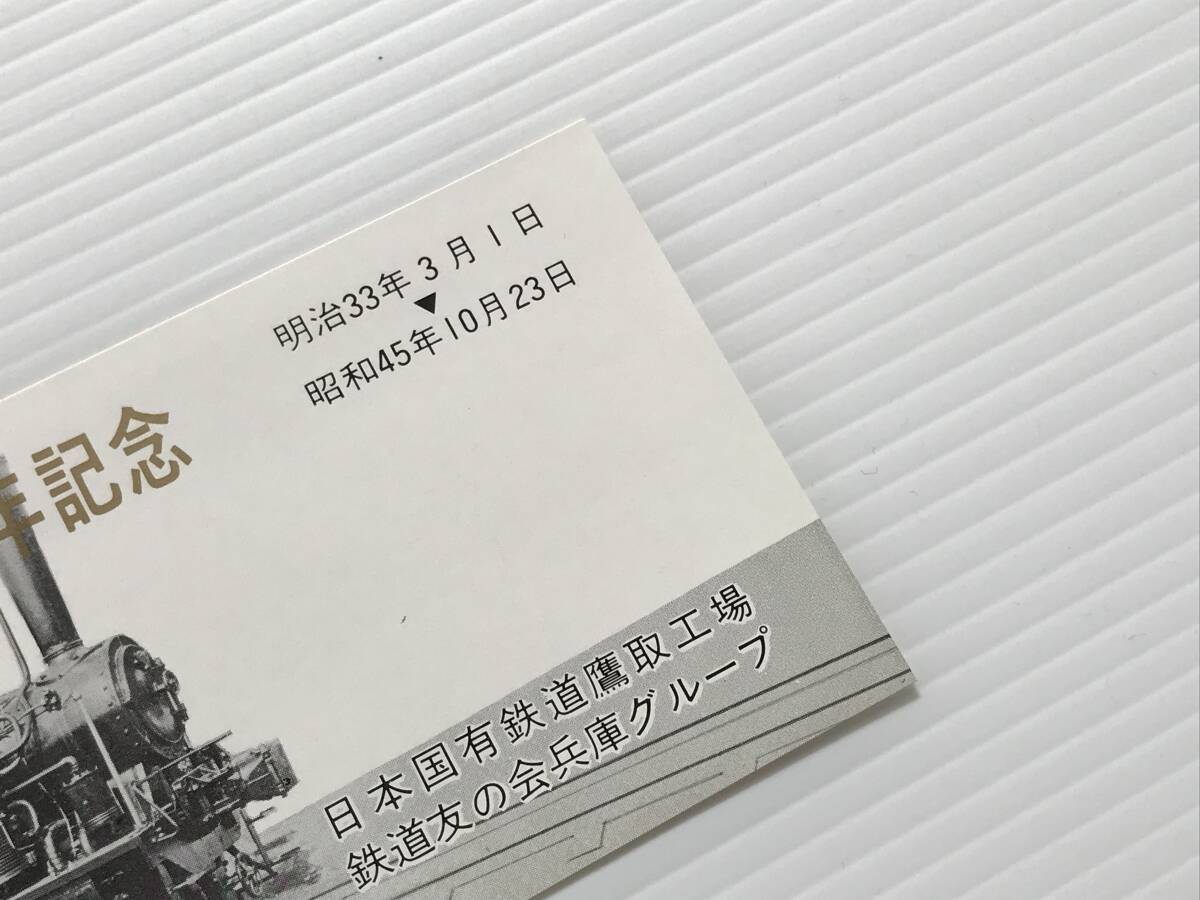 明治33年3月1日
▼
昭和45年10月23日
年記念
日本国有鉄道鷹取工場
鉄道友の会兵庫グループ